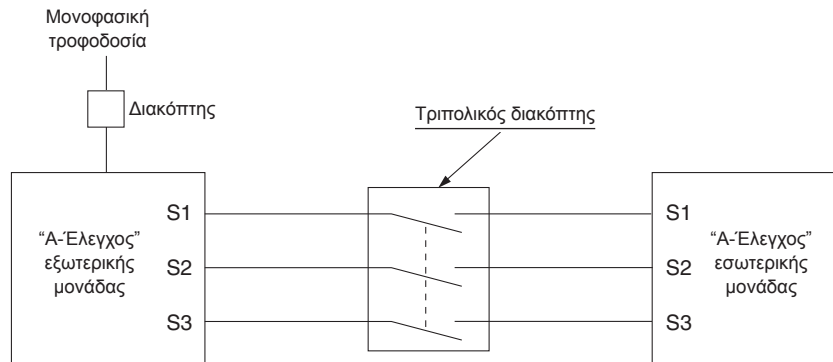 Μονοφασική
τροφοδοσία
Διακόπτης
Τριπολικός διακόπτης
“Α-Έλεγχος”
εξωτερικής
μονάδας
S1
S2
S3
S1
S2
S3
“Α-Έλεγχος”
εσωτερικής
μονάδας